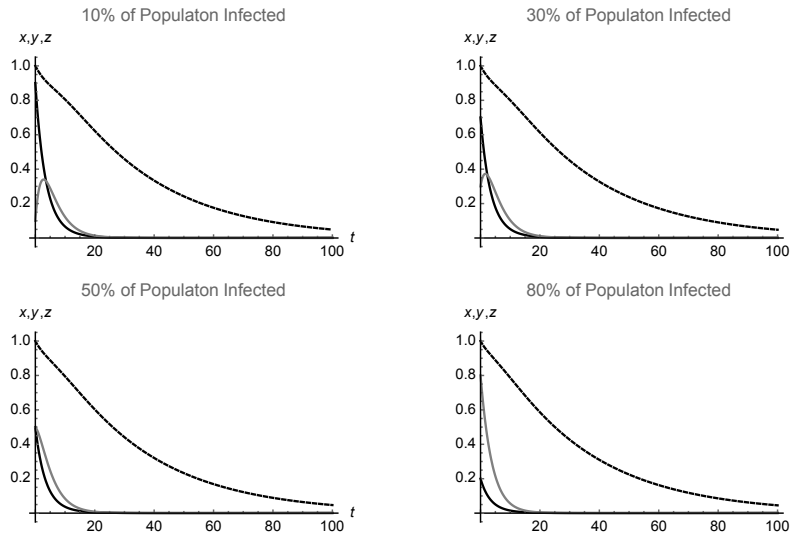 10% of Populaton Infected
x,y,z
1.0
0.8
0.6
0.4
0.2
20 40 60 80 100 t
30% of Populaton Infected
x,y,z
1.0
0.8
0.6
0.4
0.2
20 40 60 80 100 t
50% of Populaton Infected
x,y,z
1.0
0.8
0.6
0.4
0.2
20 40 60 80 100 t
80% of Populaton Infected
x,y,z
1.0
0.8
0.6
0.4
0.2
20 40 60 80 100 t